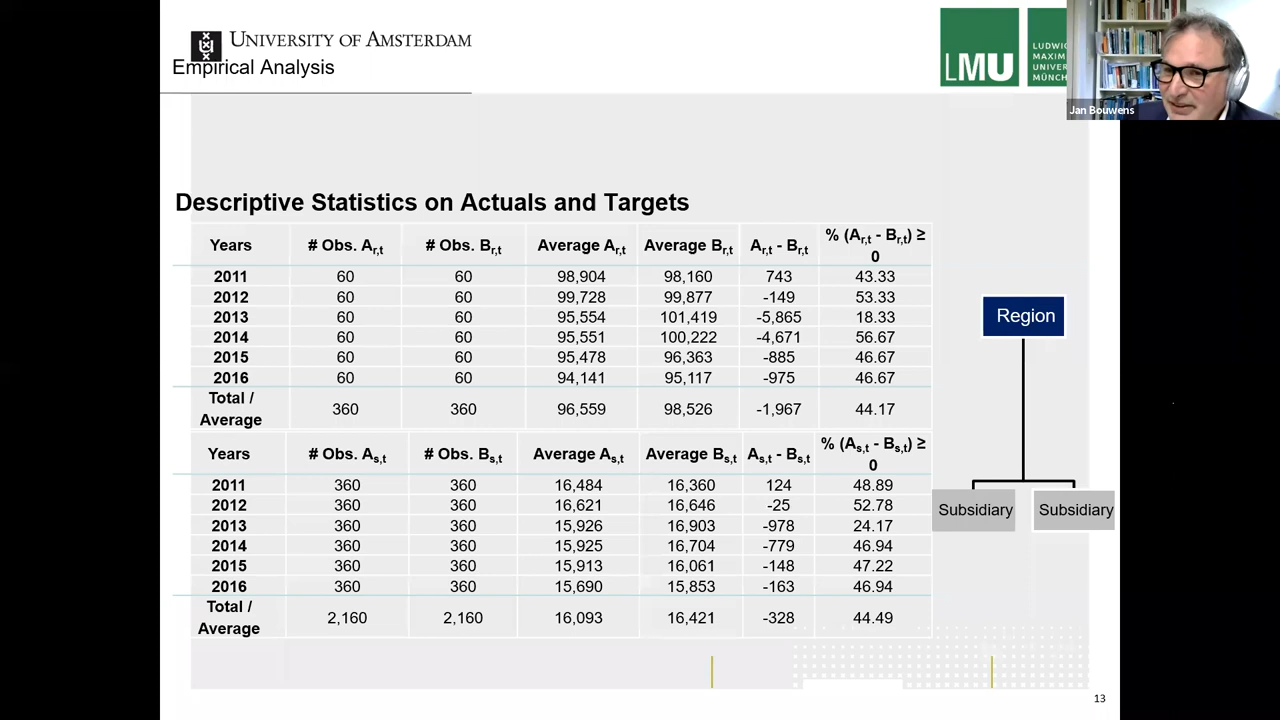 UNIVERSITY OF AMSTERDAM
Empirical Analysis
LMU
LUDWIG
MAXIM
UNIVER
MÜNCH
Jan Bouwens
Descriptive Statistics on Actuals and Targets
Years # Obs. Ar,t # Obs. Br,t Average Ar,t Average Br,t Ar,t - Br,t % (Ar,t - Br,t) ≥ 0
2011 60 60 98,904 98,160 743 43.33
2012 60 60 99,728 99,877 -149 53.33
2013 60 60 95,554 101,419 -5,865 18.33
2014 60 60 95,551 100,222 -4,671 56.67
2015 60 60 95,478 96,363 -885 46.67
2016 60 60 94,141 95,117 -975 46.67
Total / Average 360 360 96,559 98,526 -1,967 44.17
Years # Obs. As,t # Obs. Bs,t Average As,t Average Bs,t As,t - Bs,t % (As,t - Bs,t) ≥ 0
2011 360 360 16,484 16,360 124 48.89
2012 360 360 16,621 16,646 -25 52.78
2013 360 360 15,926 16,903 -978 24.17
2014 360 360 15,925 16,704 -779 46.94
2015 360 360 15,913 16,061 -148 47.22
2016 360 360 15,690 15,853 -163 46.94
Total / Average 2,160 2,160 16,093 16,421 -328 44.49
Region
Subsidiary Subsidiary
13